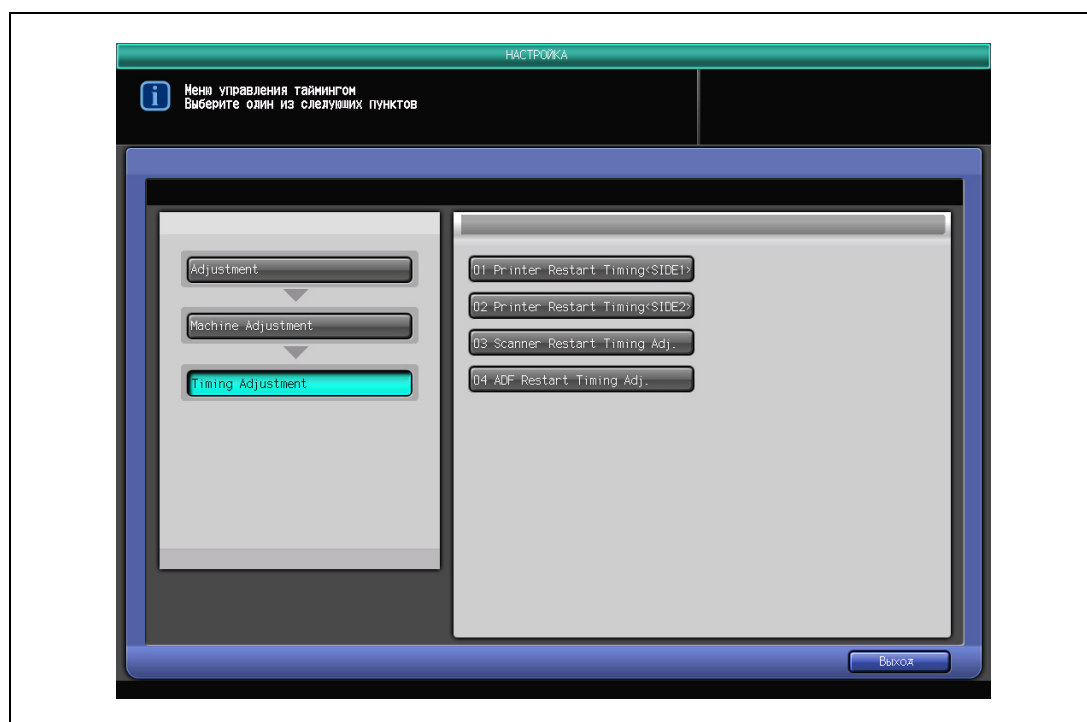 НАСТРОЙКА
Меню управления таймингом
Выберите один из следующих пунктов
Adjustment
Machine Adjustment
Timing Adjustment
01 Printer Restart Timing<SIDE1>
02 Printer Restart Timing<SIDE2>
03 Scanner Restart Timing Adj.
04 ADF Restart Timing Adj.
Выход